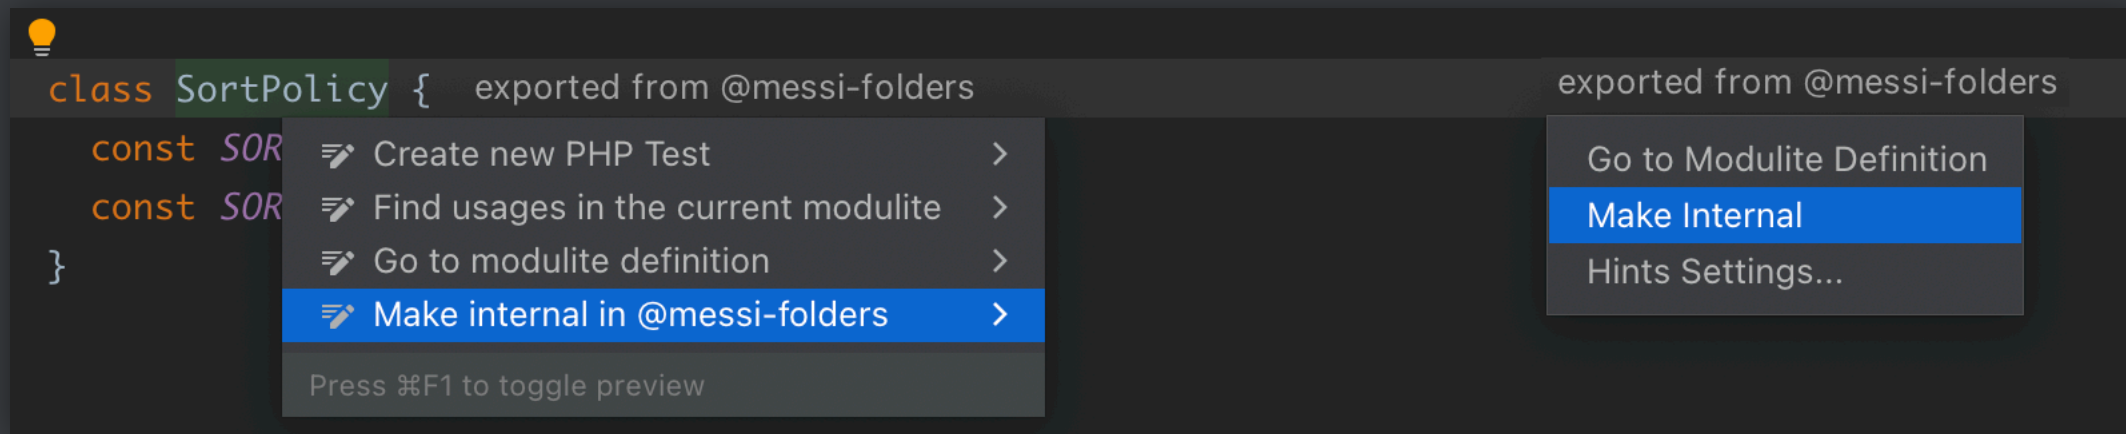 class SortPolicy { exported from @messi-folders
const SOR
const SOR
}
Create new PHP Test
Find usages in the current modulite
Go to modulite definition
Make internal in @messi-folders
Press ⌘F1 to toggle preview
exported from @messi-folders
Go to Modulite Definition
Make Internal
Hints Settings...